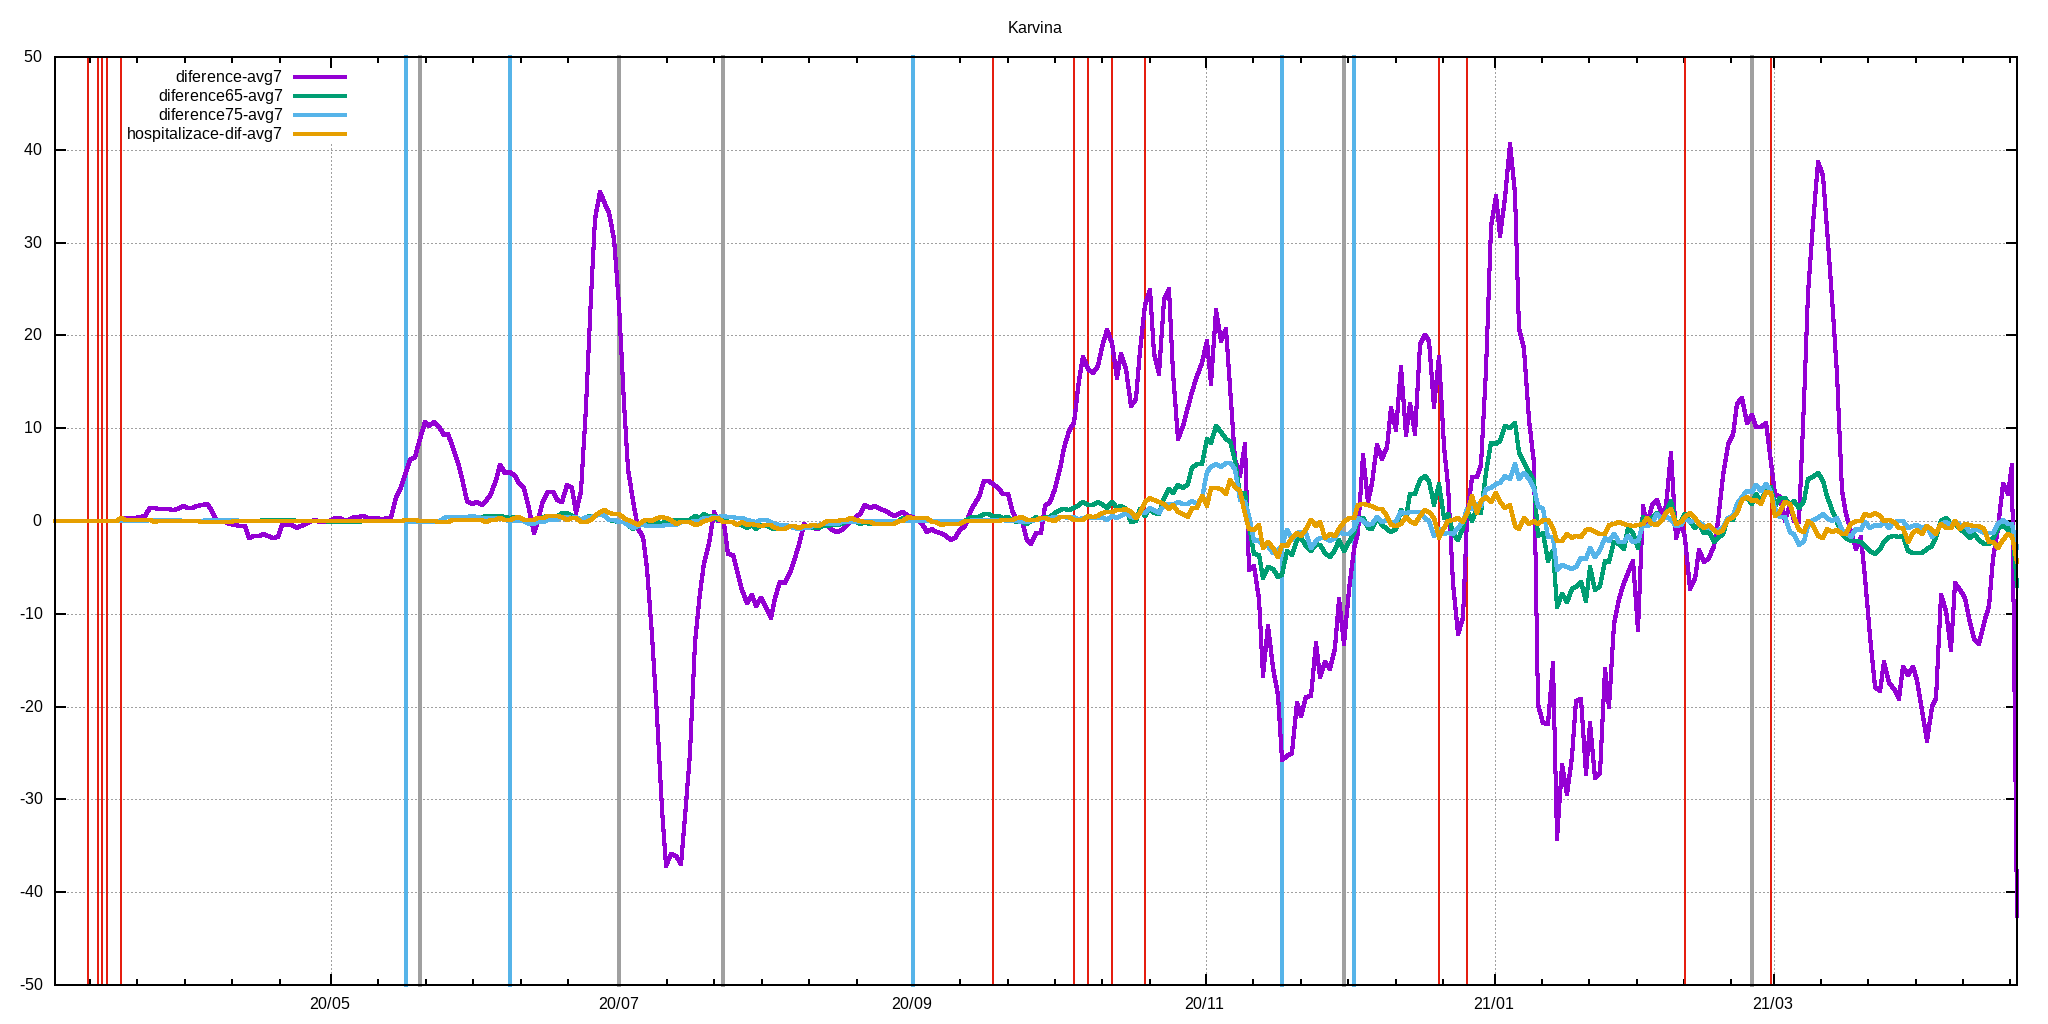 Karvina
50
diference-avg7
diference65-avg7
diference75-avg7
hospitalizace-dif-avg7
40
30
20
10
0
-10
-20
-30
-40
-50
20/05 20/07 20/09 20/11 21/01 21/03